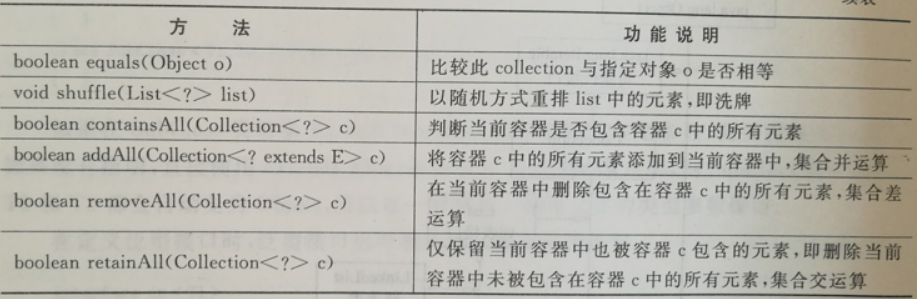 方 法 功能说明
boolean equals(Object o) 比较此 collection 与指定对象 o 是否相等
void shuffle(List<?> list) 以随机方式重排 list 中的元素,即洗牌
boolean containsAll(Collection<?> c) 判断当前容器是否包含容器 c 中的所有元素
boolean addAll(Collection<? extends E> c) 将容器 c 中的所有元素添加到当前容器中,集合并运算
boolean removeAll(Collection<?> c) 在当前容器中删除包含在容器 c 中的所有元素,集合差
运算
boolean retainAll(Collection<?> c) 仅保留当前容器中也被容器 c 包含的元素,即删除当前
容器中未被包含在容器 c 中的所有元素,集合交运算